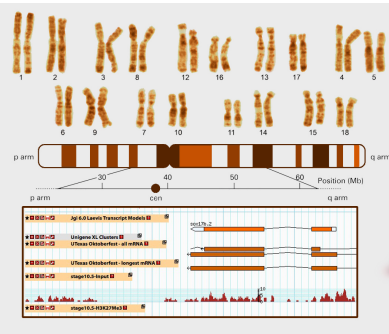 1 2 3 8 12 16 13 17 4 5
6 9 7 10 11 14 15 18
p arm q arm
30 40 50 60 Position (Mb)
p arm cen q arm
Jgi 6.0 Laevis Transcript Models
sox17b.2
Unigene XL Clusters
UTexas Oktoberfest - all mRNA
UTexas Oktoberfest - longest mRNA
stage10.5-Input
10
stage10.5-H3K27Me3